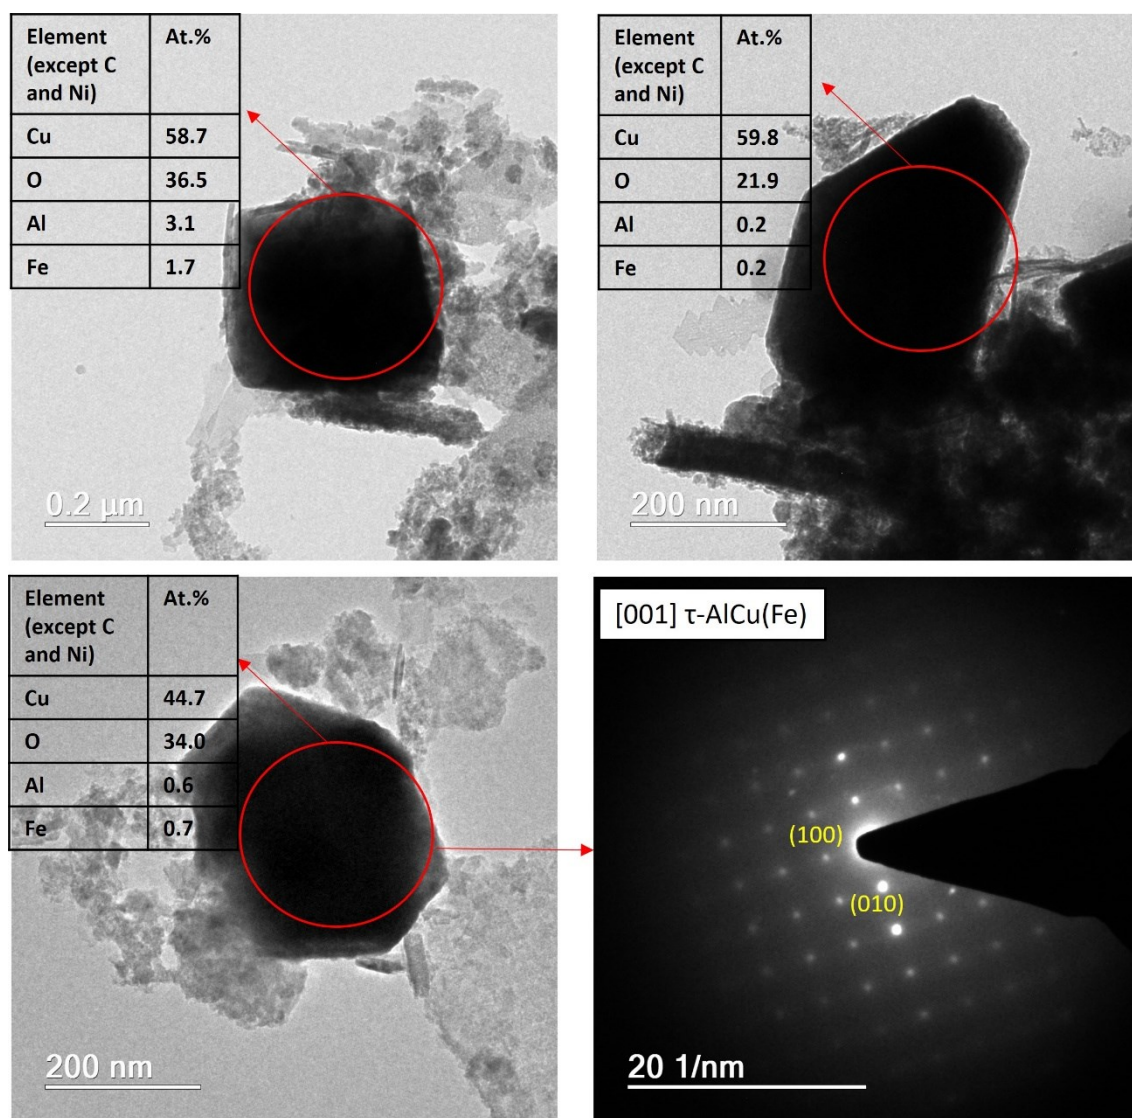 Element At.%
(except C
and Ni)
Cu 58.7
O 36.5
Al 3.1
Fe 1.7
0.2 µm
Element At.%
(except C
and Ni)
Cu 59.8
O 21.9
Al 0.2
Fe 0.2
200 nm
Element At.%
(except C
and Ni)
Cu 44.7
O 34.0
Al 0.6
Fe 0.7
200 nm
[001] τ-AlCu(Fe)
(100)
(010)
20 1/nm